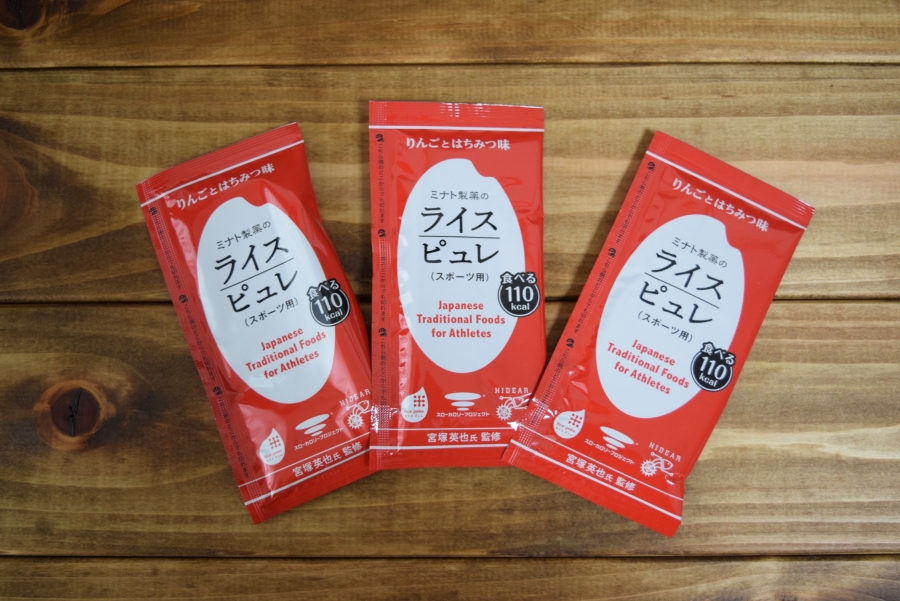 りんごとはちみつ味
ミナト製薬の
ライス
ピュレ
(スポーツ用)
食べる
110
kcal
Japanese
Traditional Foods
for Athletes
HIDEAR
スローカロリープロジェクト
宮塚英也氏 監修
りんごとはちみつ味
ミナト製薬の
ライス
ピュレ
(スポーツ用)
食べる
110
kcal
Japanese
Traditional Foods
for Athletes
HIDEAR
スローカロリープロジェクト
宮塚英也氏 監修
りんごとはちみつ味
ミナト製薬の
ライス
ピュレ
(スポーツ用)
食べる
110
kcal
Japanese
Traditional Foods
for Athletes
HIDEAR
スローカロリープロジェクト
宮塚英也氏 監修